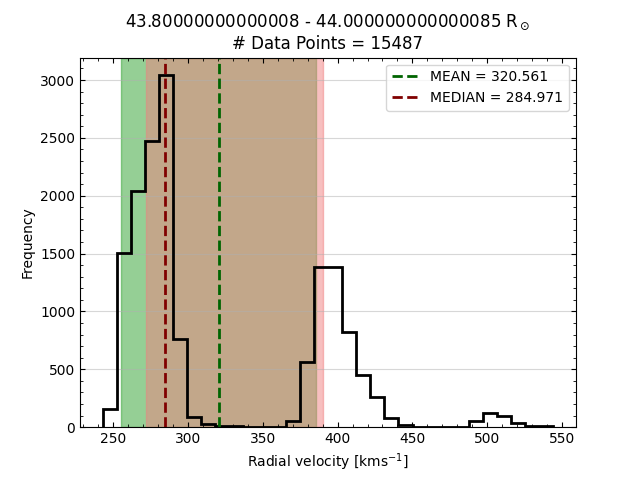 43.80000000000008 - 44.000000000000085 R⊙
# Data Points = 15487
MEAN = 320.561
MEDIAN = 284.971
Frequency
3000
2500
2000
1500
1000
500
0
250 300 350 400 450 500 550
Radial velocity [kms⁻¹]